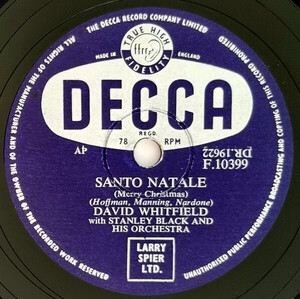 THE DECCA RECORD COMPANY LIMITED
ALL RIGHTS OF THE MANUFACTURER AND OF THE OWNER OF THE RECORDED WORK RESERVED
UNAUTHORISED PUBLIC PERFORMANCE BROADCASTING AND COPYING OF THIS RECORD PROHIBITED
TRUE HIGH
ffrr
FIDELITY
MADE IN
ENGLAND
DECCA
REGD.
AP
78 RPM
DR.19622
F.10399
SANTO NATALE
(Merry Christmas)
(Hoffman, Manning, Nardone)
DAVID WHITFIELD
with STANLEY BLACK AND
HIS ORCHESTRA
LARRY
SPIER
LTD.